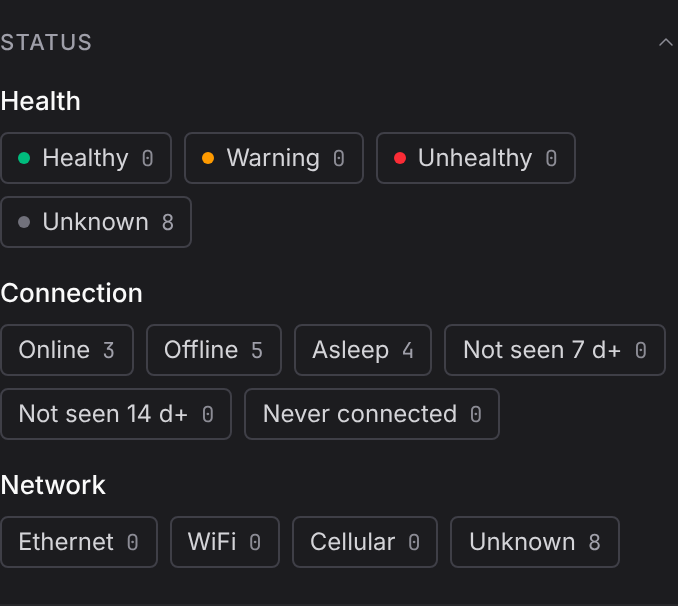 STATUS
Health
Healthy 0 Warning 0 Unhealthy 0
Unknown 8
Connection
Online 3 Offline 5 Asleep 4 Not seen 7 d+ 0
Not seen 14 d+ 0 Never connected 0
Network
Ethernet 0 WiFi 0 Cellular 0 Unknown 8